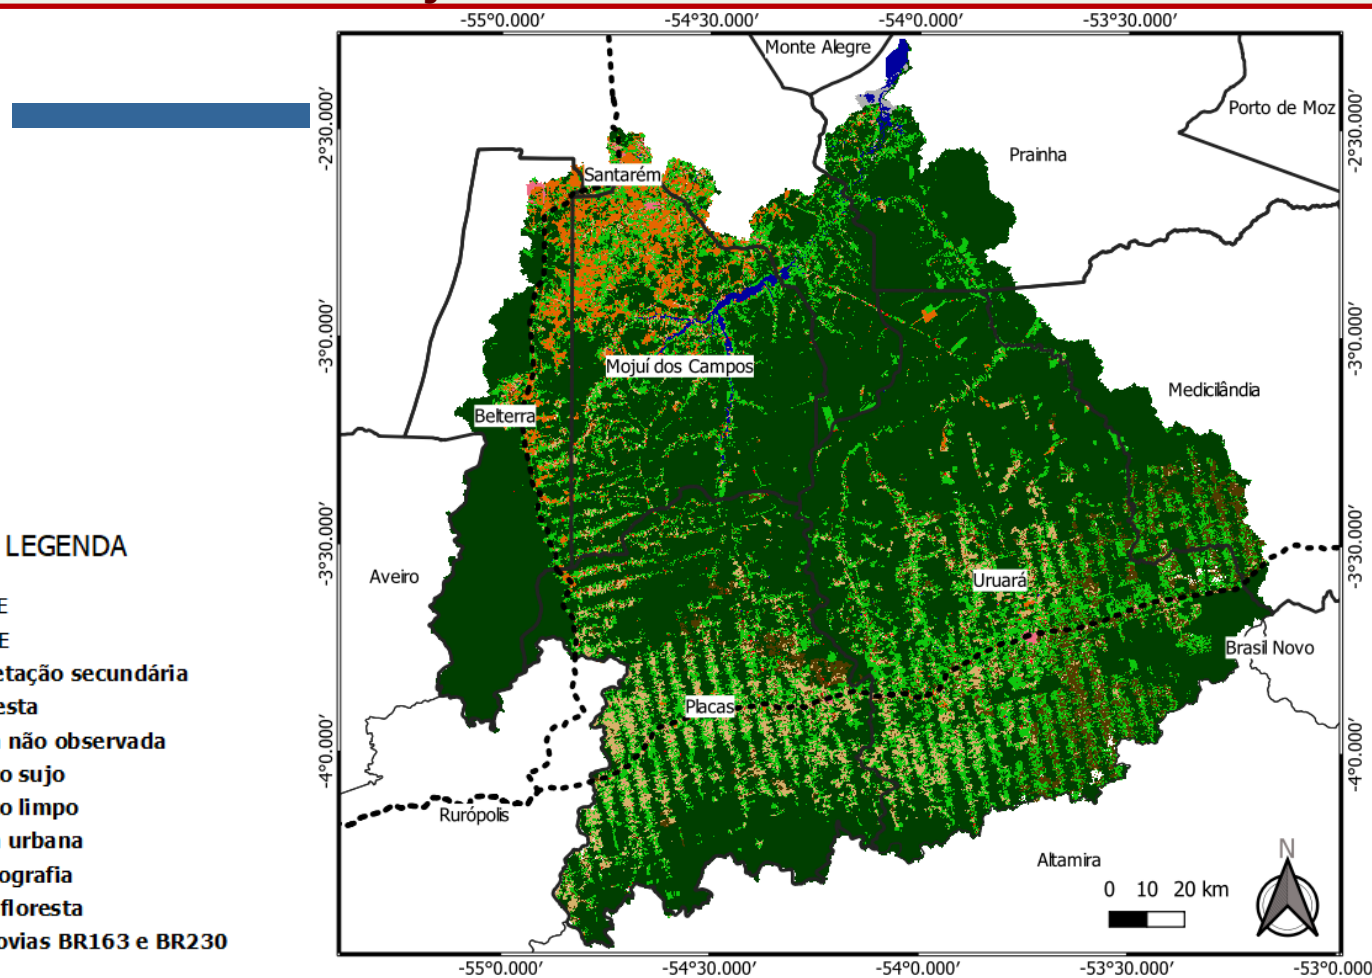 -55°0.000′ -54°30.000′ -54°0.000′ -53°30.000′
Monte Alegre
Porto de Moz
-2°30.000′ -2°30.000′
Prainha
Santarém
-3°0.000′ -3°0.000′
Mojuí dos Campos
Medicilândia
Belterra
LEGENDA
-3°30.000′ -3°30.000′
Aveiro
Uruará
E
E
Brasil Novo
etação secundária
esta
Placas
não observada
-4°0.000′ -4°0.000′
o sujo
o limpo
Rurópolis
urbana
N
Altamira
ografia
0 10 20 km
floresta
ovias BR163 e BR230
-55°0.000′ -54°30.000′ -54°0.000′ -53°30.000′ -53°0.000′